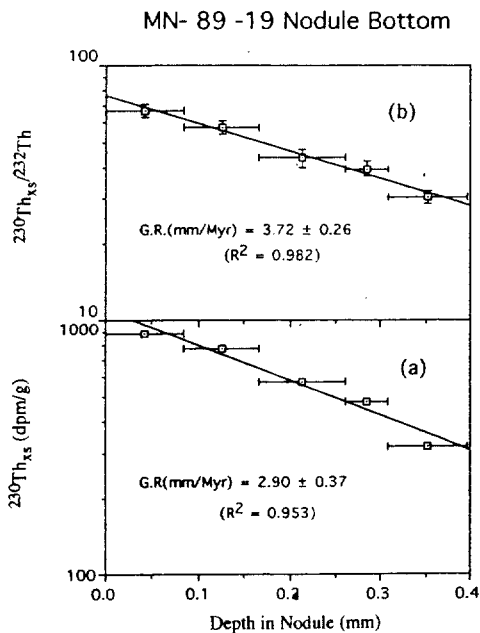 MN- 89 -19 Nodule Bottom
100
(b)
230Thxs/232Th
G.R.(mm/Myr) = 3.72 ± 0.26
(R2 = 0.982)
10
1000
(a)
230Thxs (dpm/g)
G.R(mm/Myr) = 2.90 ± 0.37
(R2 = 0.953)
100
0.0 0.1 0.2 0.3 0.4
Depth in Nodule (mm)